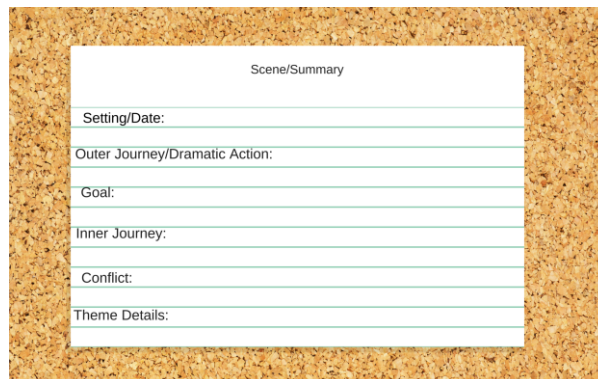 Scene/Summary
Setting/Date:
Outer Journey/Dramatic Action:
Goal:
Inner Journey:
Conflict:
Theme Details: